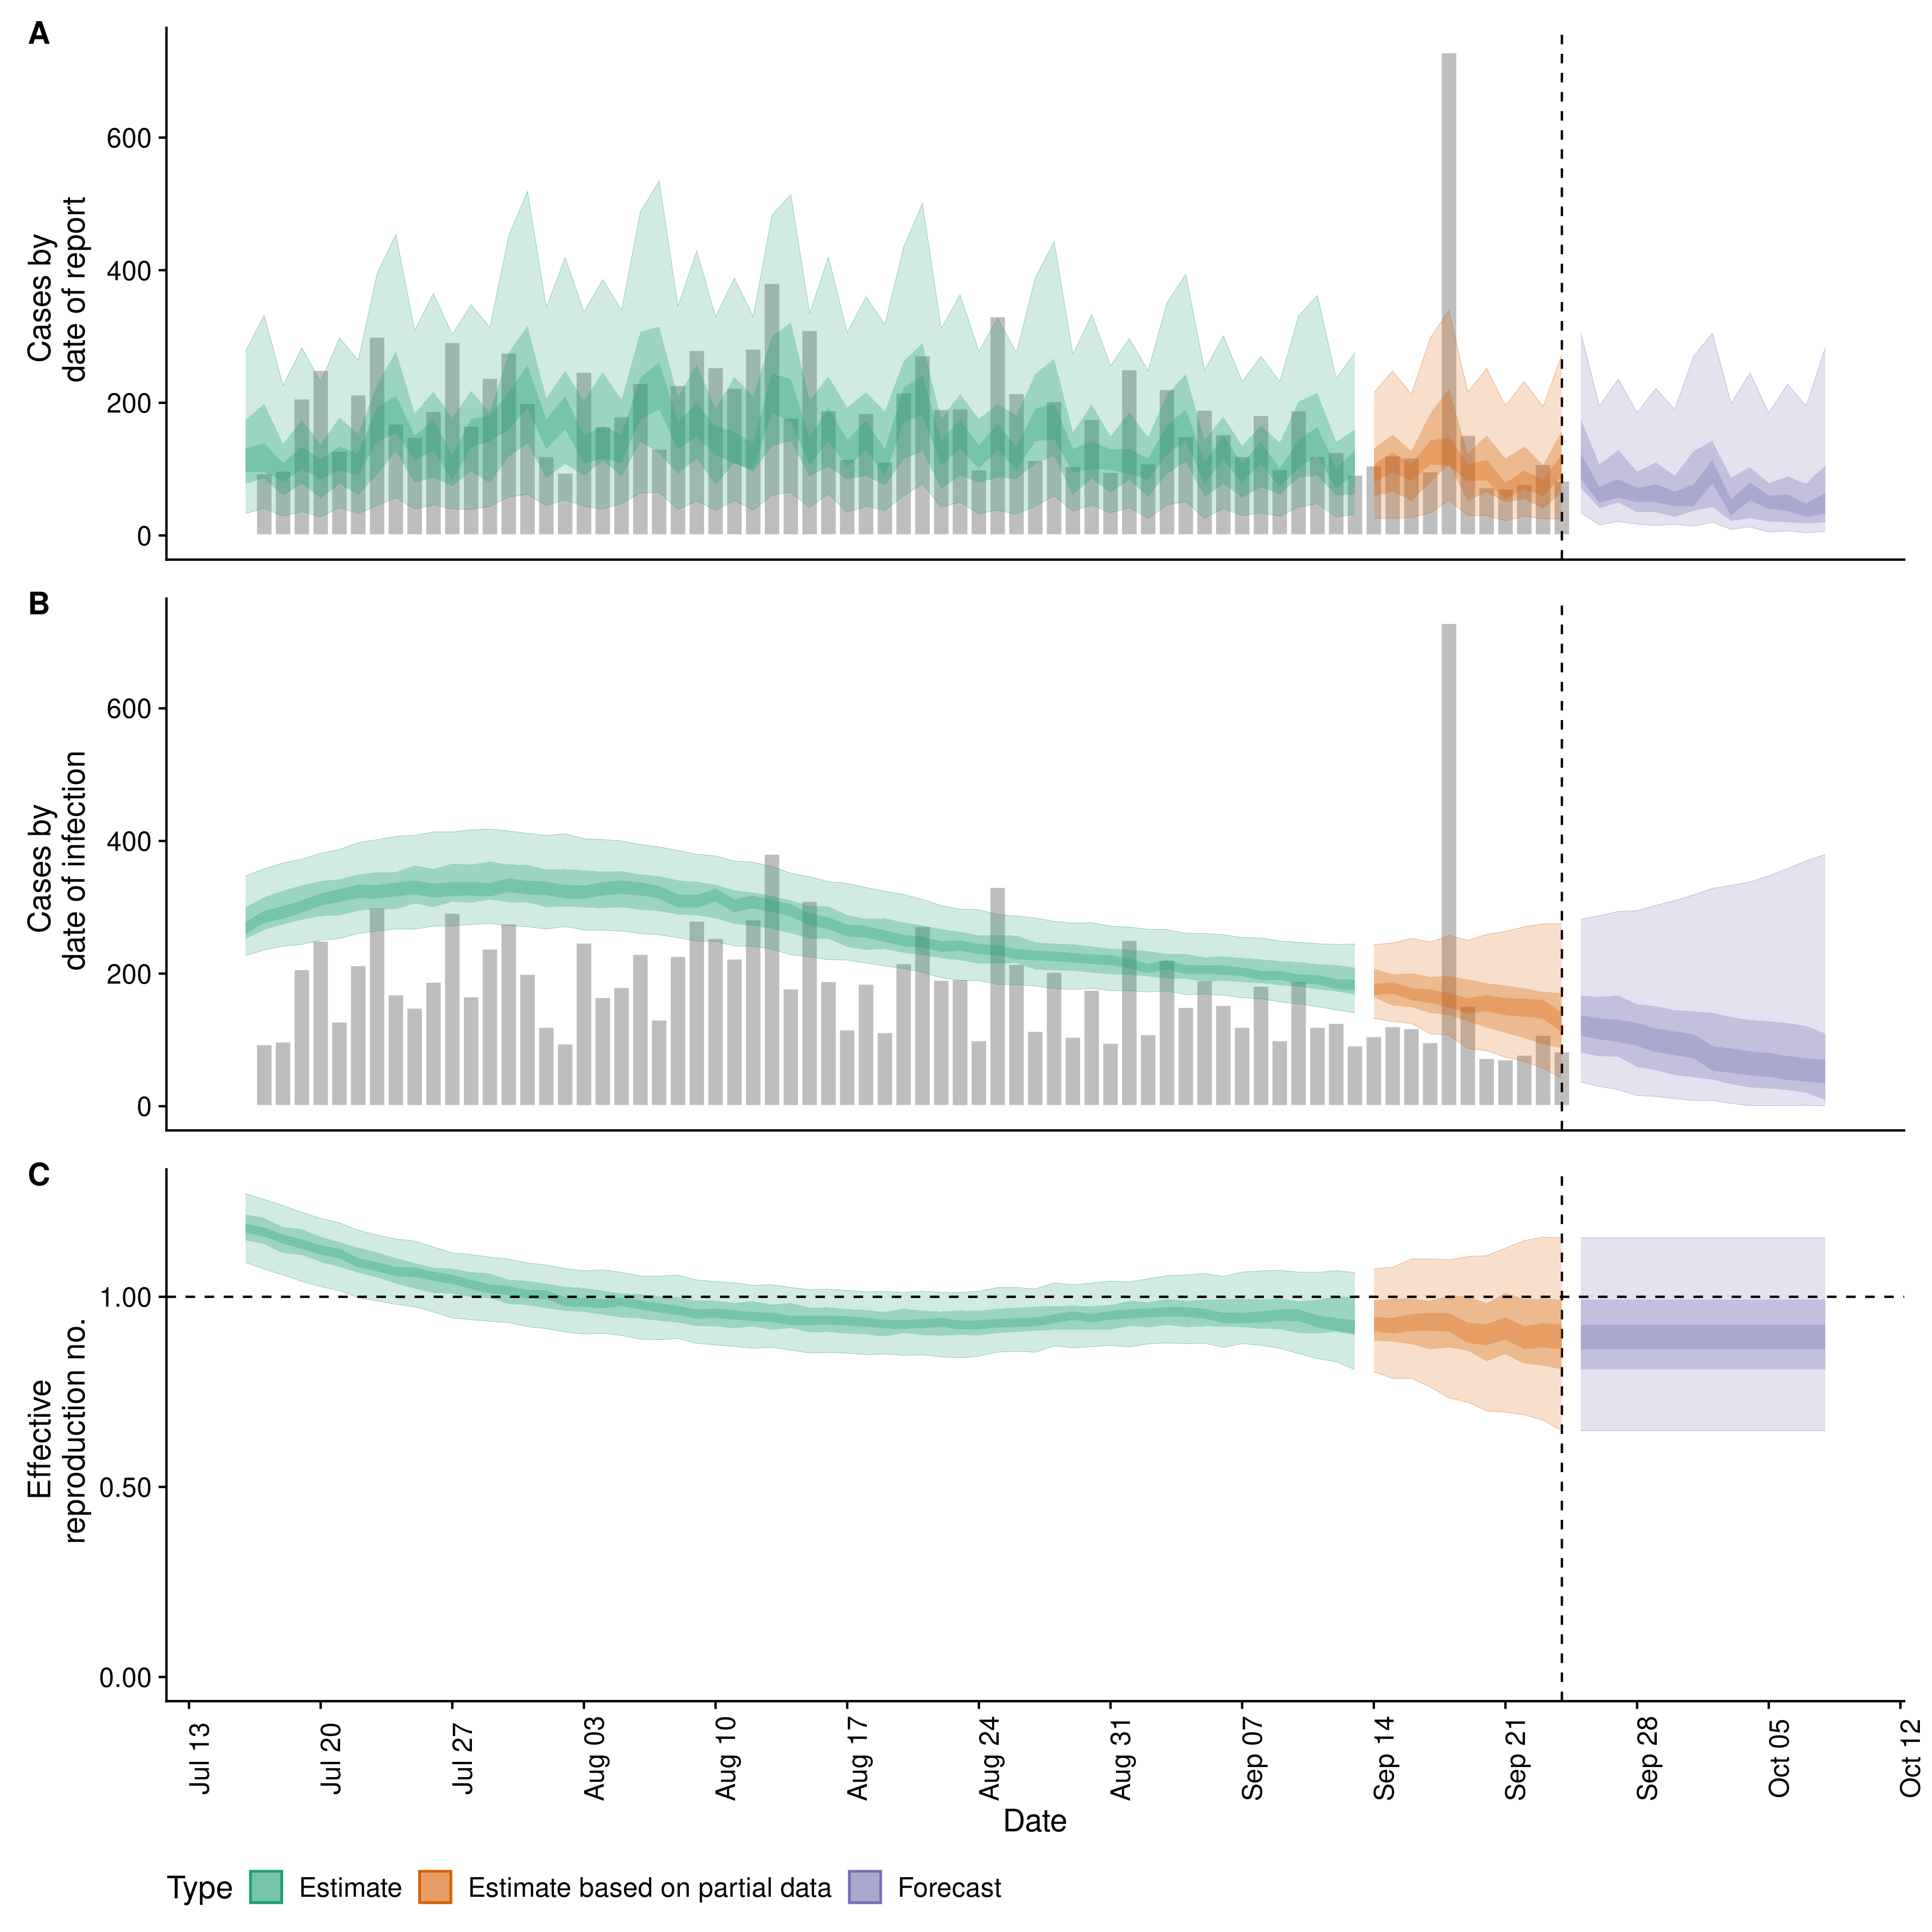 A
Cases by
date of report
600
400
200
0
B
Cases by
date of infection
600
400
200
0
C
Effective
reproduction no.
1.00
0.50
0.00
Jul 13
Jul 20
Jul 27
Aug 03
Aug 10
Aug 17
Aug 24
Aug 31
Sep 07
Sep 14
Sep 21
Sep 28
Oct 05
Oct 12
Date
Type
Estimate
Estimate based on partial data
Forecast